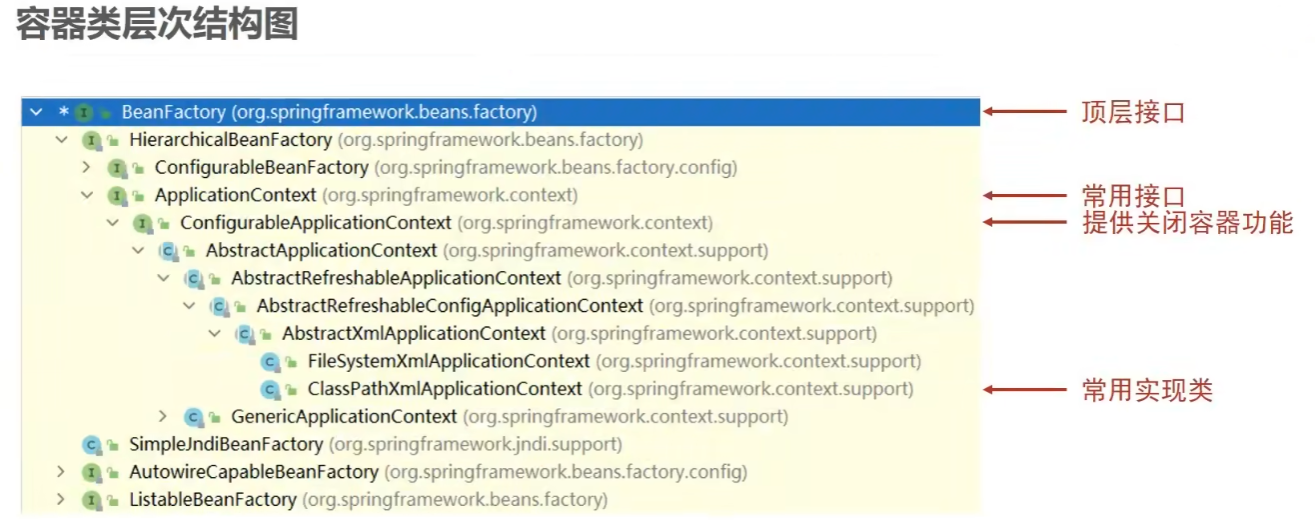 容器类层次结构图
* BeanFactory (org.springframework.beans.factory) 顶层接口
HierarchicalBeanFactory (org.springframework.beans.factory)
ConfigurableBeanFactory (org.springframework.beans.factory.config)
ApplicationContext (org.springframework.context) 常用接口
ConfigurableApplicationContext (org.springframework.context) 提供关闭容器功能
AbstractApplicationContext (org.springframework.context.support)
AbstractRefreshableApplicationContext (org.springframework.context.support)
AbstractRefreshableConfigApplicationContext (org.springframework.context.support)
AbstractXmlApplicationContext (org.springframework.context.support)
FileSystemXmlApplicationContext (org.springframework.context.support)
ClassPathXmlApplicationContext (org.springframework.context.support) 常用实现类
GenericApplicationContext (org.springframework.context.support)
SimpleJndiBeanFactory (org.springframework.jndi.support)
AutowireCapableBeanFactory (org.springframework.beans.factory.config)
ListableBeanFactory (org.springframework.beans.factory)